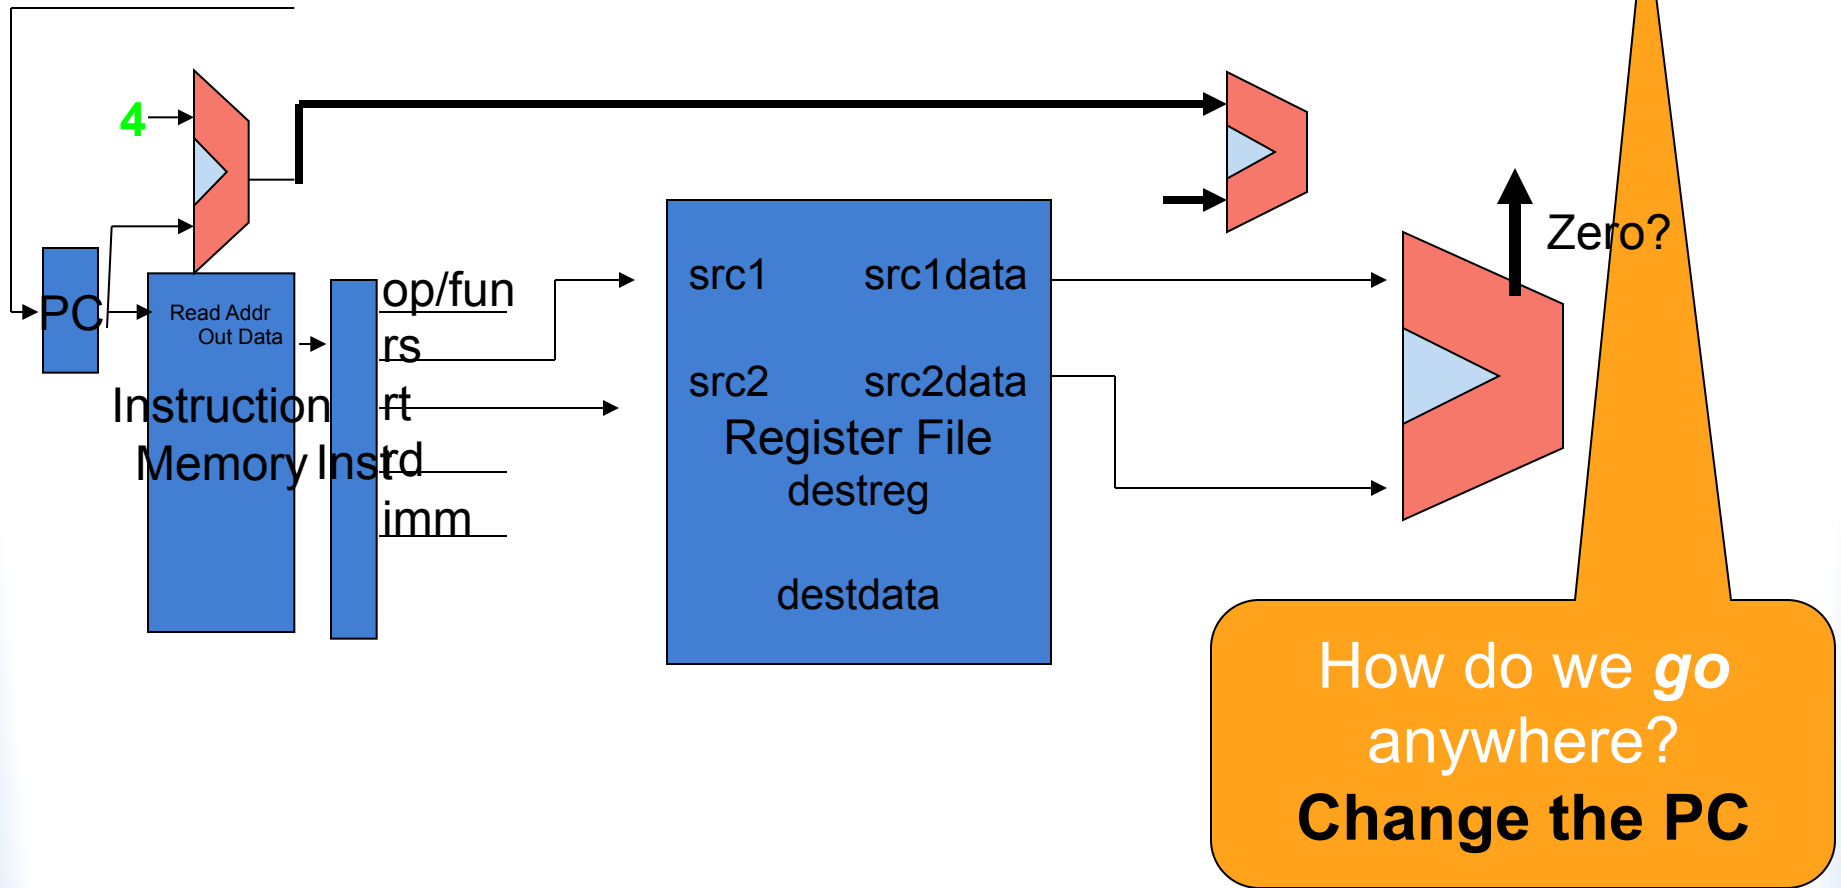 4
Zero?
PC
Read Addr
Out Data
Instruction
Memory
Inst
op/fun
rs
rt
rd
imm
src1
src1data
src2
src2data
Register File
destreg
destdata
How do we go
anywhere?
Change the PC